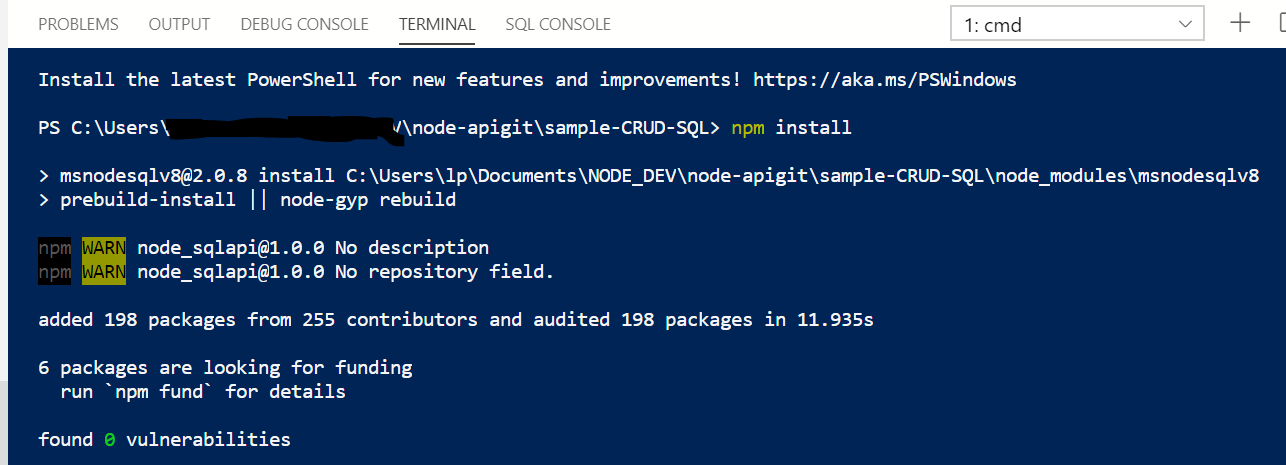 PROBLEMS OUTPUT DEBUG CONSOLE TERMINAL SQL CONSOLE 1: cmd
Install the latest PowerShell for new features and improvements! https://aka.ms/PSWindows
PS C:\Users\ \node-apigit\sample-CRUD-SQL> npm install
> msnodesqlv8@2.0.8 install C:\Users\lp\Documents\NODE_DEV\node-apigit\sample-CRUD-SQL\node_modules\msnodesqlv8
> prebuild-install || node-gyp rebuild
npm WARN node_sqlapi@1.0.0 No description
npm WARN node_sqlapi@1.0.0 No repository field.
added 198 packages from 255 contributors and audited 198 packages in 11.935s
6 packages are looking for funding
run `npm fund` for details
found 0 vulnerabilities